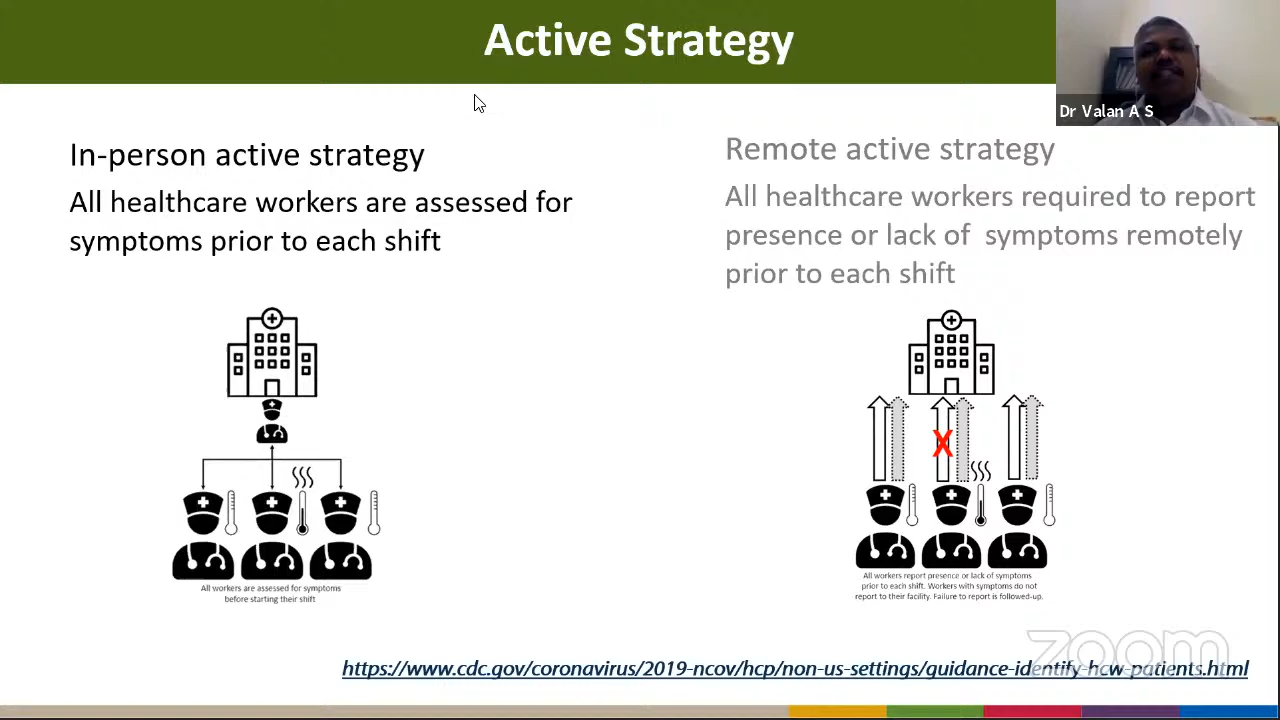 Active Strategy
Dr Valan A S
In-person active strategy
All healthcare workers are assessed for
symptoms prior to each shift
Remote active strategy
All healthcare workers required to report
presence or lack of symptoms remotely
prior to each shift
X
All workers are assessed for symptoms
before starting their shift
All workers report presence or lack of symptoms
prior to each shift. Workers with symptoms do not
report to their facility. Failure to report is followed-up.
zoom
https://www.cdc.gov/coronavirus/2019-ncov/hcp/non-us-settings/guidance-identify-hcw-patients.html